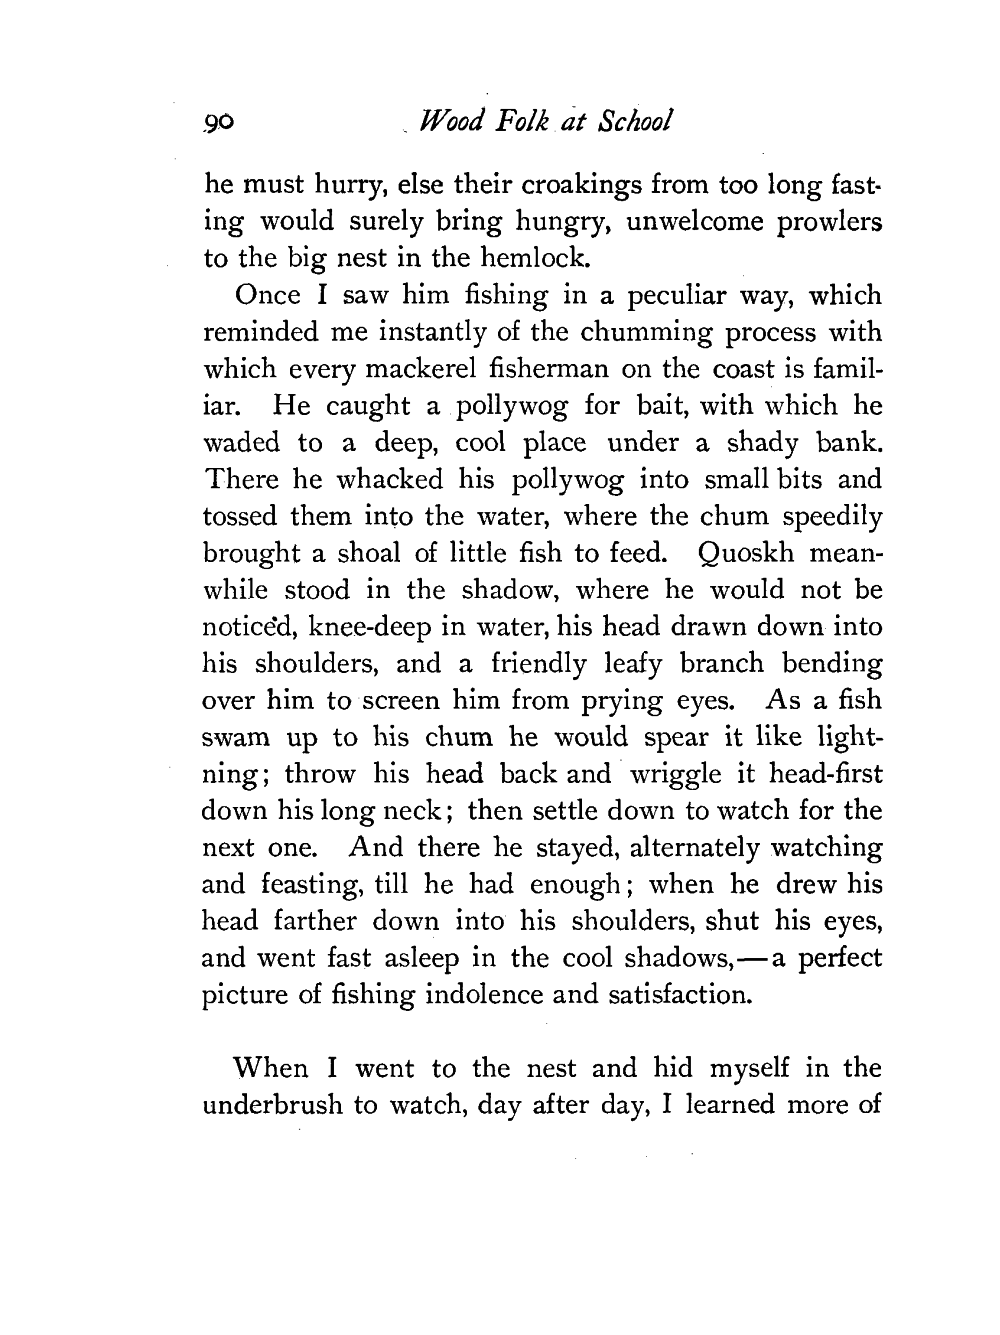 90 Wood Folk at School
he must hurry, else their croakings from too long fast-
ing would surely bring hungry, unwelcome prowlers
to the big nest in the hemlock.
Once I saw him fishing in a peculiar way, which
reminded me instantly of the chumming process with
which every mackerel fisherman on the coast is famil-
iar. He caught a pollywog for bait, with which he
waded to a deep, cool place under a shady bank.
There he whacked his pollywog into small bits and
tossed them into the water, where the chum speedily
brought a shoal of little fish to feed. Quoskh mean-
while stood in the shadow, where he would not be
noticed, knee-deep in water, his head drawn down into
his shoulders, and a friendly leafy branch bending
over him to screen him from prying eyes. As a fish
swam up to his chum he would spear it like light-
ning; throw his head back and wriggle it head-first
down his long neck; then settle down to watch for the
next one. And there he stayed, alternately watching
and feasting, till he had enough; when he drew his
head farther down into his shoulders, shut his eyes,
and went fast asleep in the cool shadows,—a perfect
picture of fishing indolence and satisfaction.
When I went to the nest and hid myself in the
underbrush to watch, day after day, I learned more of